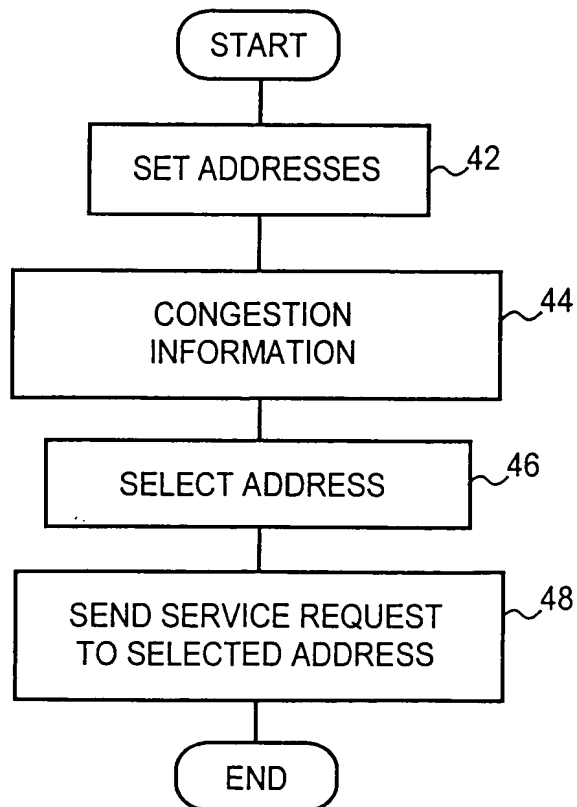 START
SET ADDRESSES
42
CONGESTION
INFORMATION
44
SELECT ADDRESS
46
SEND SERVICE REQUEST
TO SELECTED ADDRESS
48
END